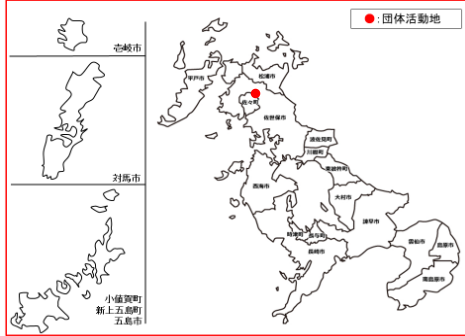 ●:団体活動地
壱岐市
対馬市
小値賀町
新上五島町
五島市
平戸市
松浦市
佐々町
佐世保市
波佐見町
川棚町
東彼杵町
西海市
大村市
時津町
長与町
諫早市
長崎市
雲仙市
島原市
南島原市